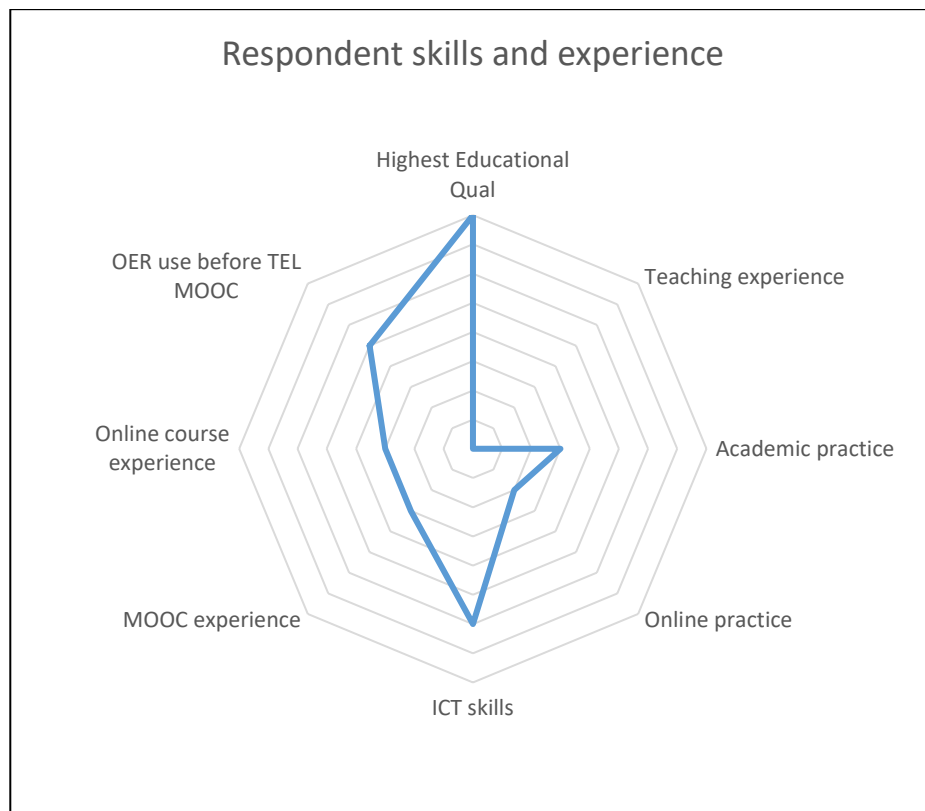 Respondent skills and experience
Highest Educational
Qual
OER use before TEL
MOOC
Teaching experience
Online course
experience
Academic practice
MOOC experience
Online practice
ICT skills